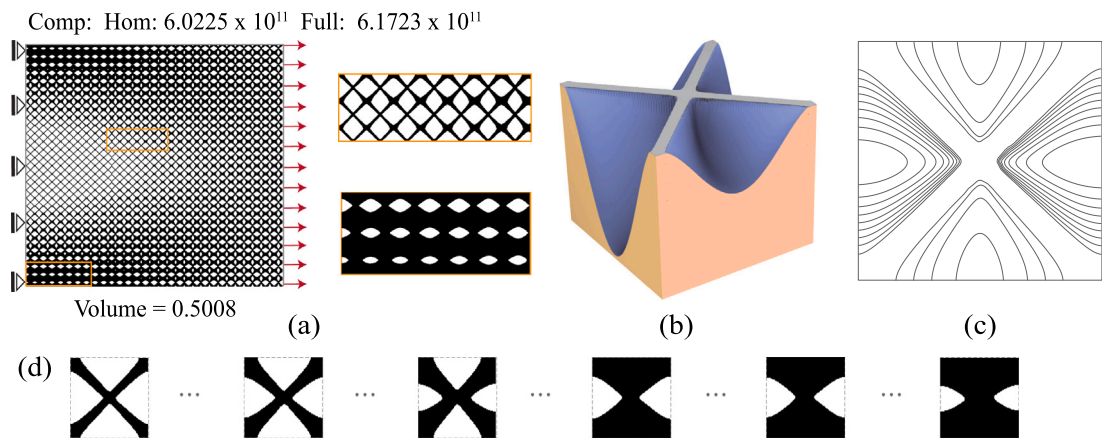 Comp: Hom: 6.0225 x 10¹¹ Full: 6.1723 x 10¹¹
Volume = 0.5008
(a)
(b)
(c)
(d)
... ... ... ... ...